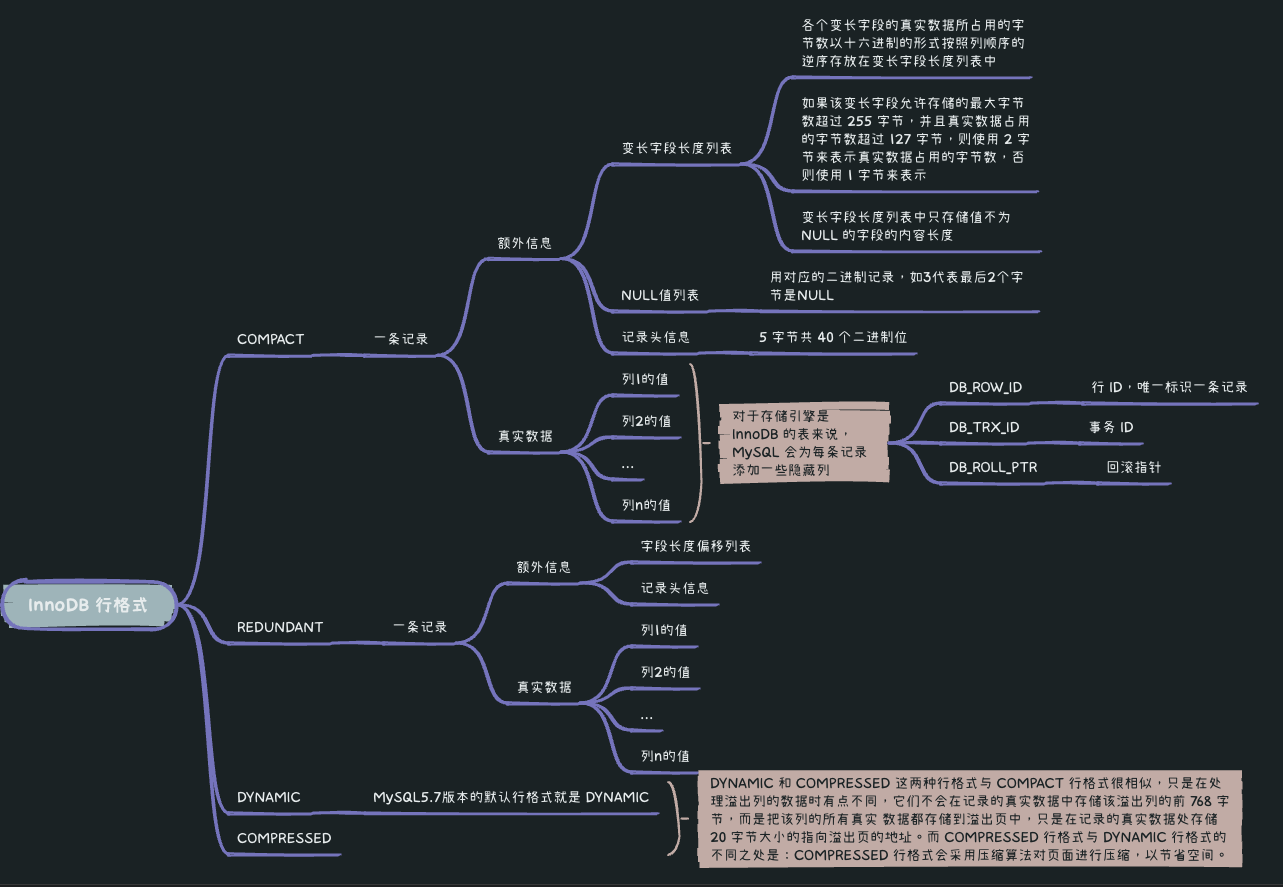 InnoDB 行格式
COMPACT
一条记录
额外信息
变长字段长度列表
各个变长字段的真实数据所占用的字
节数以十六进制的形式按照列顺序的
逆序存放在变长字段长度列表中
如果该变长字段允许存储的最大字节
数超过 255 字节，并且真实数据占用
的字节数超过 127 字节，则使用 2 字
节来表示真实数据占用的字节数，否
则使用 1 字节来表示
变长字段长度列表中只存储值不为
NULL 的字段的内容长度
NULL值列表
用对应的二进制记录，如3代表最后2个字
节是NULL
记录头信息
5 字节共 40 个二进制位
真实数据
列1的值
列2的值
...
列n的值
对于存储引擎是
InnoDB 的表来说，
MySQL 会为每条记录
添加一些隐藏列
DB_ROW_ID
行 ID，唯一标识一条记录
DB_TRX_ID
事务 ID
DB_ROLL_PTR
回滚指针
REDUNDANT
一条记录
额外信息
字段长度偏移列表
记录头信息
真实数据
列1的值
列2的值
...
列n的值
DYNAMIC
MySQL5.7版本的默认行格式就是 DYNAMIC
COMPRESSED
DYNAMIC 和 COMPRESSED 这两种行格式与 COMPACT 行格式很相似，只是在处
理溢出列的数据时有点不同，它们不会在记录的真实数据中存储该溢出列的前 768 字
节，而是把该列的所有真实 数据都存储到溢出页中，只是在记录的真实数据处存储
20 字节大小的指向溢出页的地址。而 COMPRESSED 行格式与 DYNAMIC 行格式的
不同之处是：COMPRESSED 行格式会采用压缩算法对页面进行压缩，以节省空间。